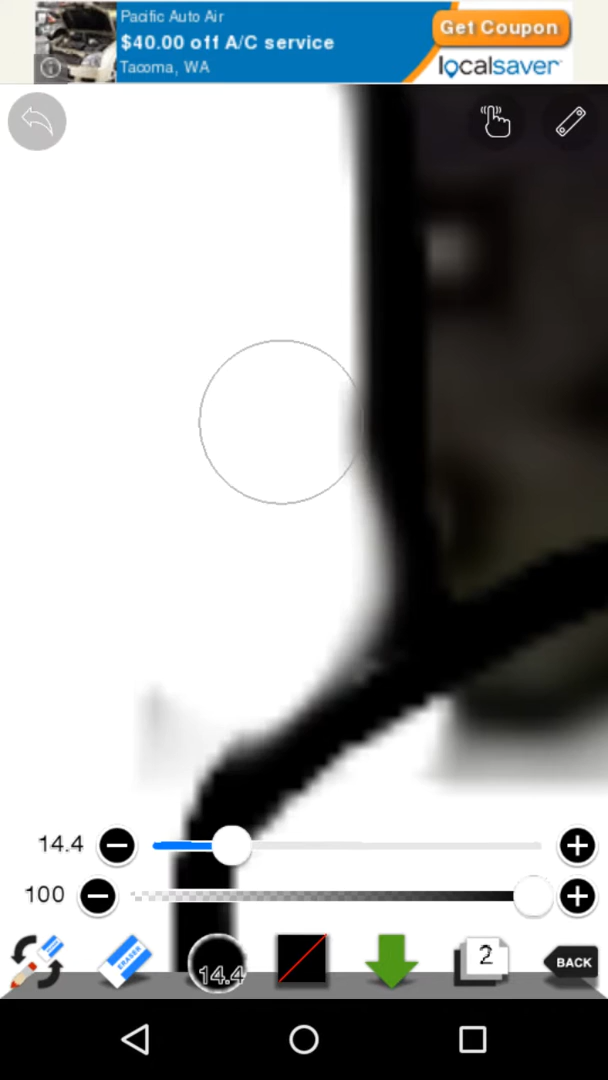 Pacific Auto Air
$40.00 off A/C service
Tacoma, WA
Get Coupon
localsaver
14.4
100
ERASER
14.4
2
BACK